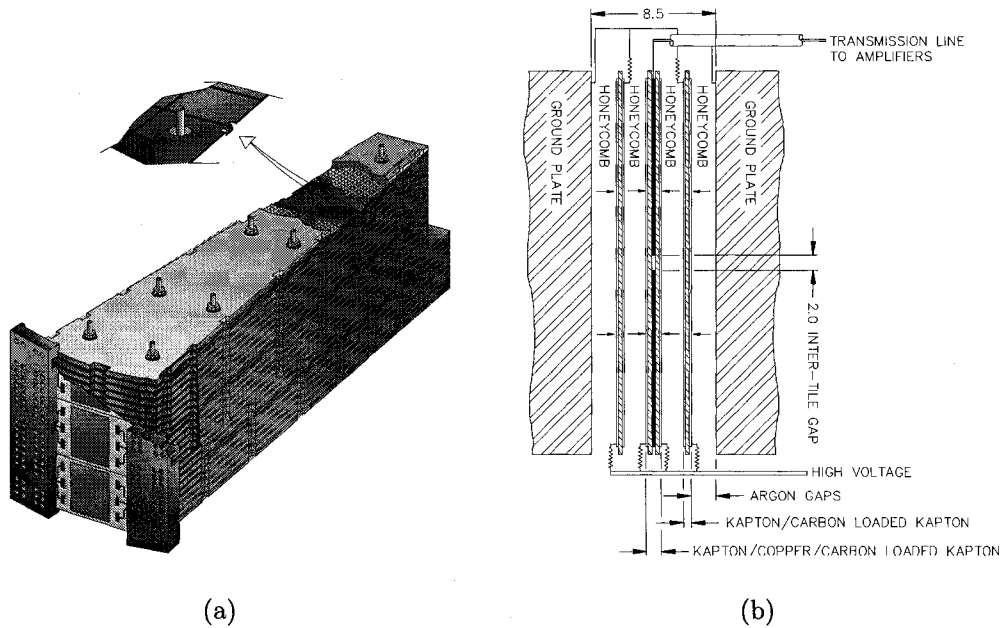 8.5
TRANSMISSION LINE
TO AMPLIFIERS
GROUND PLATE
HONEYCOMB
HONEYCOMB
HONEYCOMB
HONEYCOMB
GROUND PLATE
2.0 INTER-TILE GAP
HIGH VOLTAGE
ARGON GAPS
KAPTON/CARBON LOADED KAPTON
KAPTON/COPPER/CARBON LOADED KAPTON
(a)
(b)